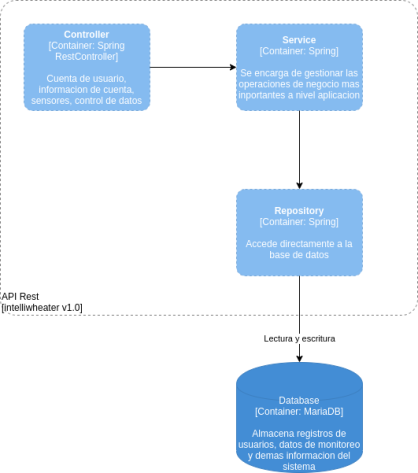 Controller
[Container: Spring
RestController]
Cuenta de usuario,
informacion de cuenta,
sensores, control de datos
Service
[Container: Spring]
Se encarga de gestionar las
operaciones de negocio mas
inportantes a nivel aplicacion
Repository
[Container: Spring]
Accede directamente a la
base de datos
API Rest
[intelliwheater v1.0]
Lectura y escritura
Database
[Container: MariaDB]
Almacena registros de
usuarios, datos de monitoreo
y demas informacion del
sistema